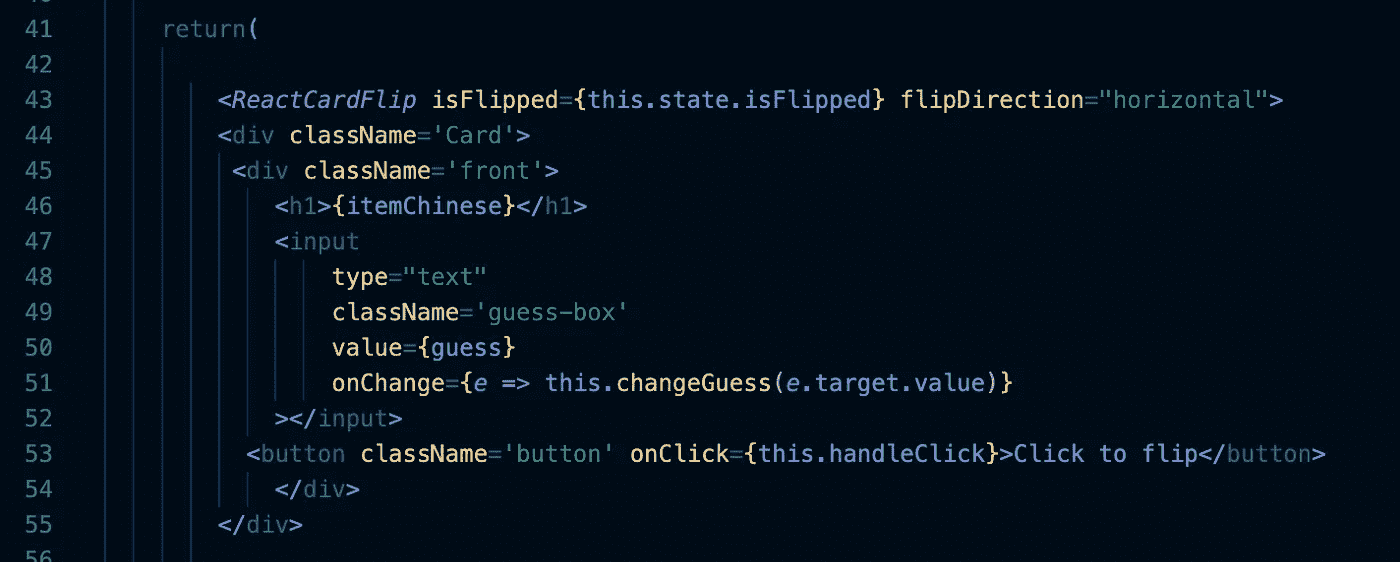 41 return(
42
43 <ReactCardFlip isFlipped={this.state.isFlipped} flipDirection="horizontal">
44 <div className='Card'>
45 <div className='front'>
46 <h1>{itemChinese}</h1>
47 <input
48 type="text"
49 className='guess-box'
50 value={guess}
51 onChange={e => this.changeGuess(e.target.value)}
52 ></input>
53 <button className='button' onClick={this.handleClick}>Click to flip</button>
54 </div>
55 </div>
56